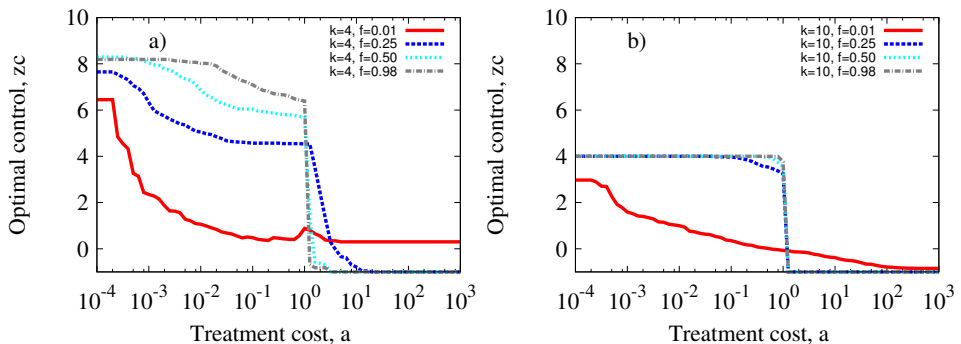 a)
k=4, f=0.01
k=4, f=0.25
k=4, f=0.50
k=4, f=0.98
Optimal control, zc
10
8
6
4
2
0
10^-4 10^-3 10^-2 10^-1 10^0 10^1 10^2 10^3
Treatment cost, a
b)
k=10, f=0.01
k=10, f=0.25
k=10, f=0.50
k=10, f=0.98
Optimal control, zc
10
8
6
4
2
0
10^-4 10^-3 10^-2 10^-1 10^0 10^1 10^2 10^3
Treatment cost, a